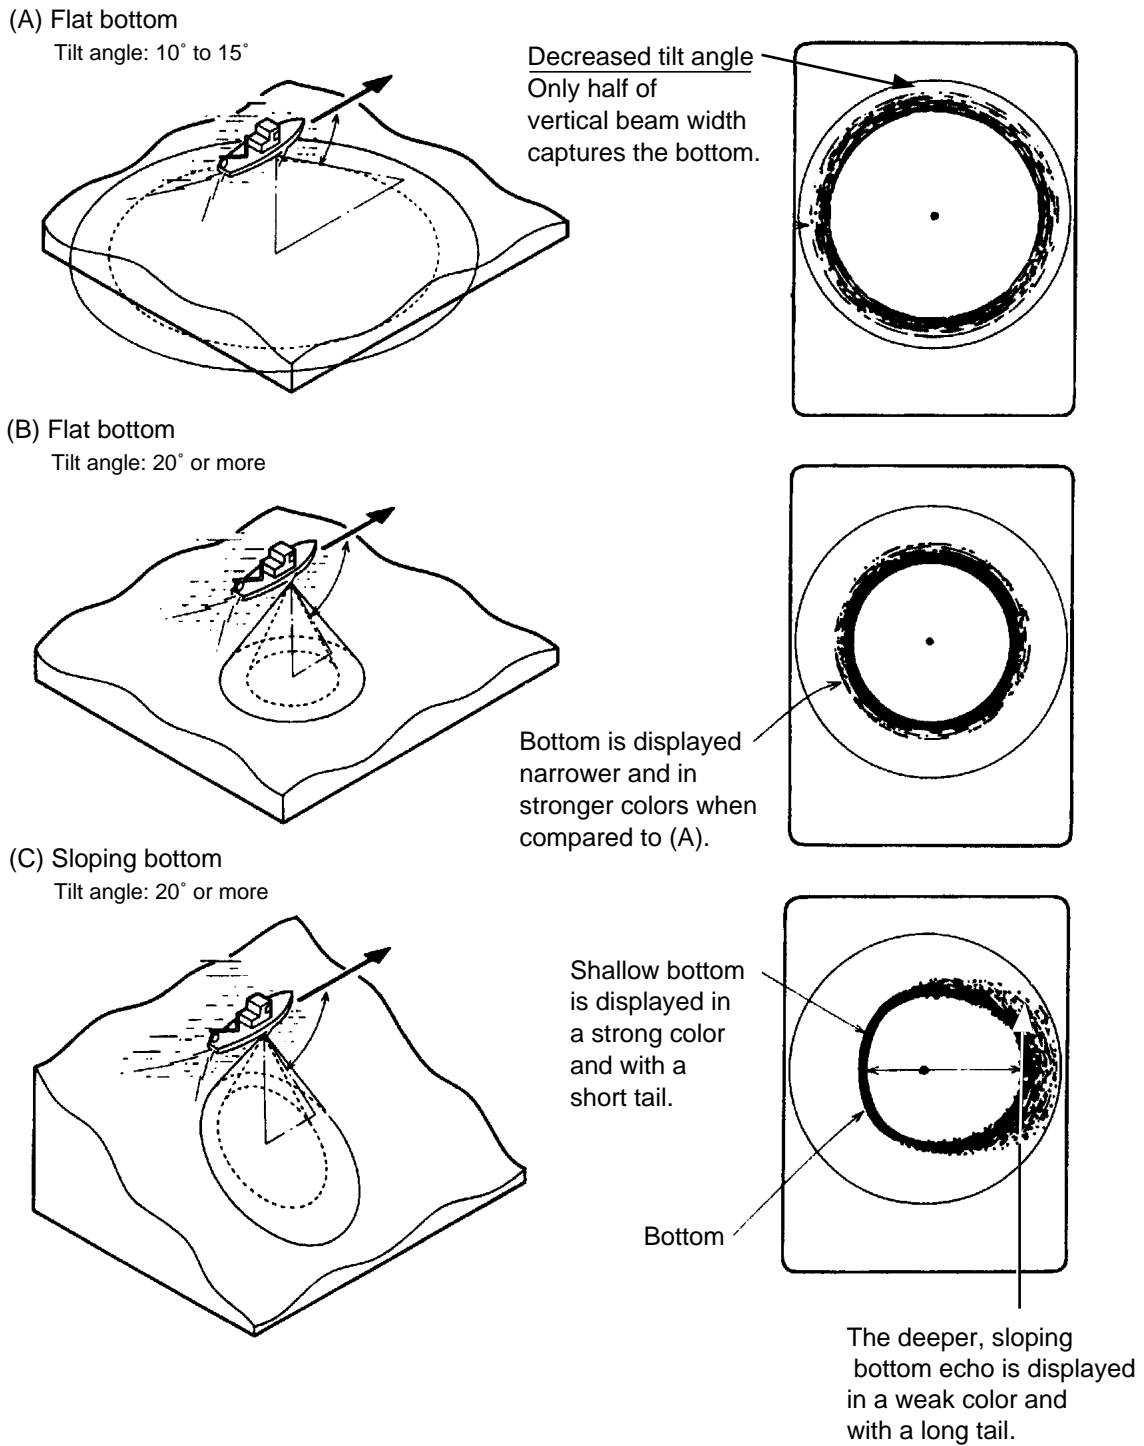 (A) Flat bottom
Tilt angle: 10˚ to 15˚
Decreased tilt angle
Only half of
vertical beam width
captures the bottom.
(B) Flat bottom
Tilt angle: 20˚ or more
Bottom is displayed
narrower and in
stronger colors when
compared to (A).
(C) Sloping bottom
Tilt angle: 20˚ or more
Shallow bottom
is displayed in
a strong color
and with a
short tail.
Bottom
The deeper, sloping
bottom echo is displayed
in a weak color and
with a long tail.